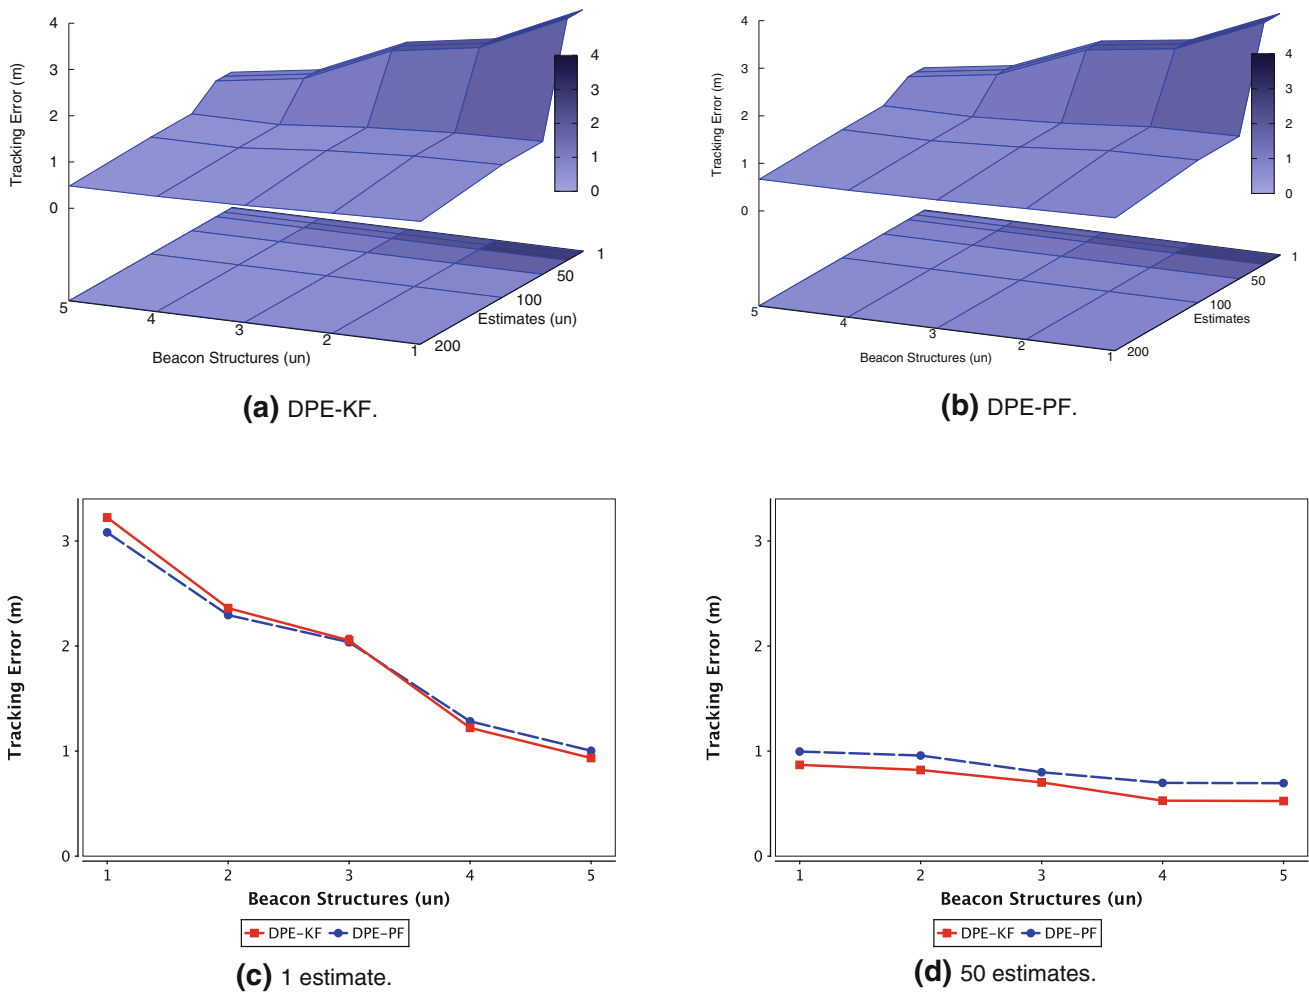 4
3
2
1
0
Tracking Error (m)
4
3
2
1
0
5
4
3
2
1
200
100
50
1
Estimates (un)
Beacon Structures (un)
(a) DPE-KF.
4
3
2
1
0
Tracking Error (m)
4
3
2
1
0
5
4
3
2
1
200
100
50
1
Estimates
Beacon Structures (un)
(b) DPE-PF.
3
2
1
0
Tracking Error (m)
1 2 3 4 5
Beacon Structures (un)
DPE-KF DPE-PF
(c) 1 estimate.
3
2
1
0
Tracking Error (m)
1 2 3 4 5
Beacon Structures (un)
DPE-KF DPE-PF
(d) 50 estimates.